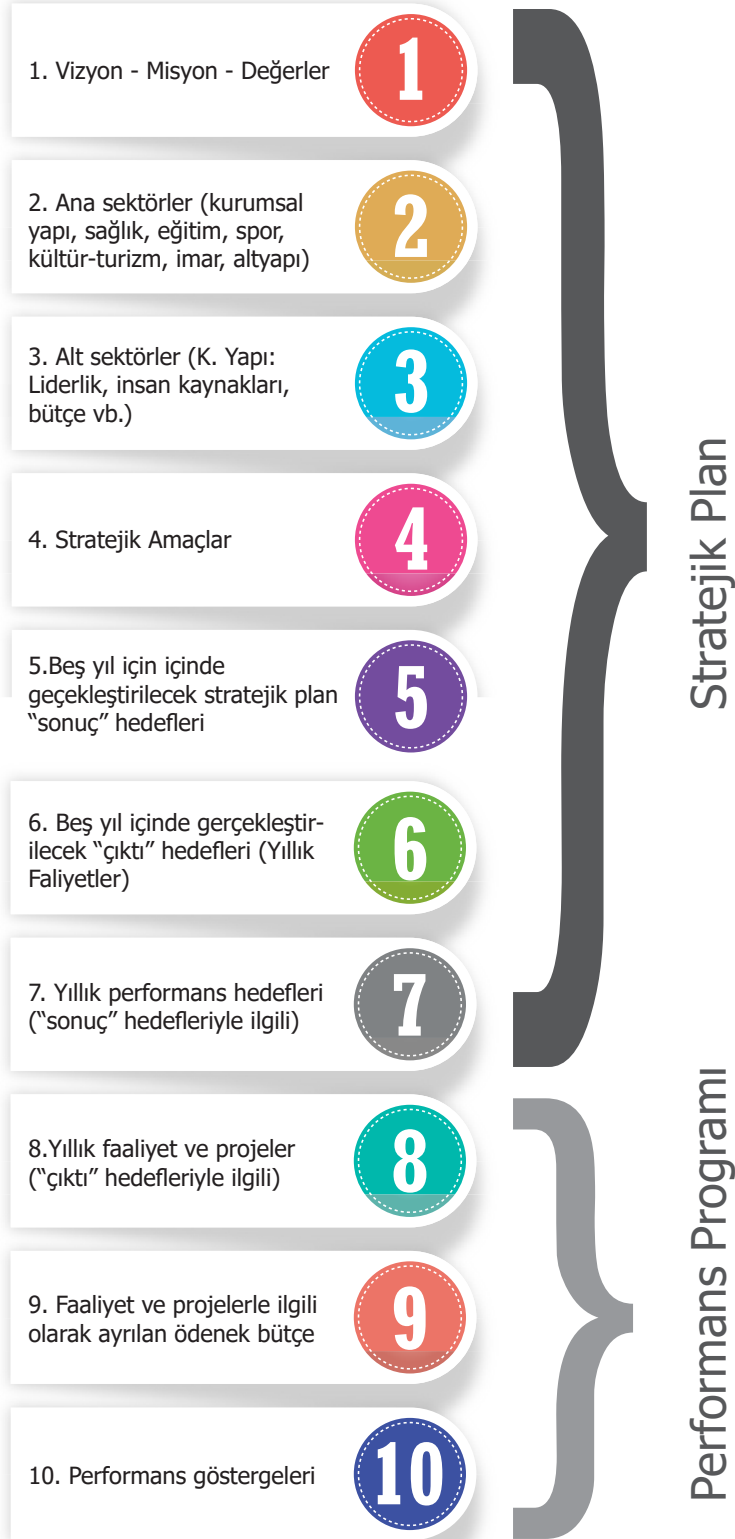 1. Vizyon - Misyon - Değerler
1
2. Ana sektörler (kurumsal
yapı, sağlık, eğitim, spor,
kültür-turizm, imar, altyapı)
2
3. Alt sektörler (K. Yapı:
Liderlik, insan kaynakları,
bütçe vb.)
3
4. Stratejik Amaçlar
4
5.Beş yıl için içinde
geçekleştirilecek stratejik plan
“sonuç” hedefleri
5
6. Beş yıl içinde gerçekleştir-
ilecek “çıktı” hedefleri (Yıllık
Faliyetler)
6
7. Yıllık performans hedefleri
(“sonuç” hedefleriyle ilgili)
7
Stratejik Plan
8.Yıllık faaliyet ve projeler
(“çıktı” hedefleriyle ilgili)
8
9. Faaliyet ve projelerle ilgili
olarak ayrılan ödenek bütçe
9
10. Performans göstergeleri
10
Performans Programı